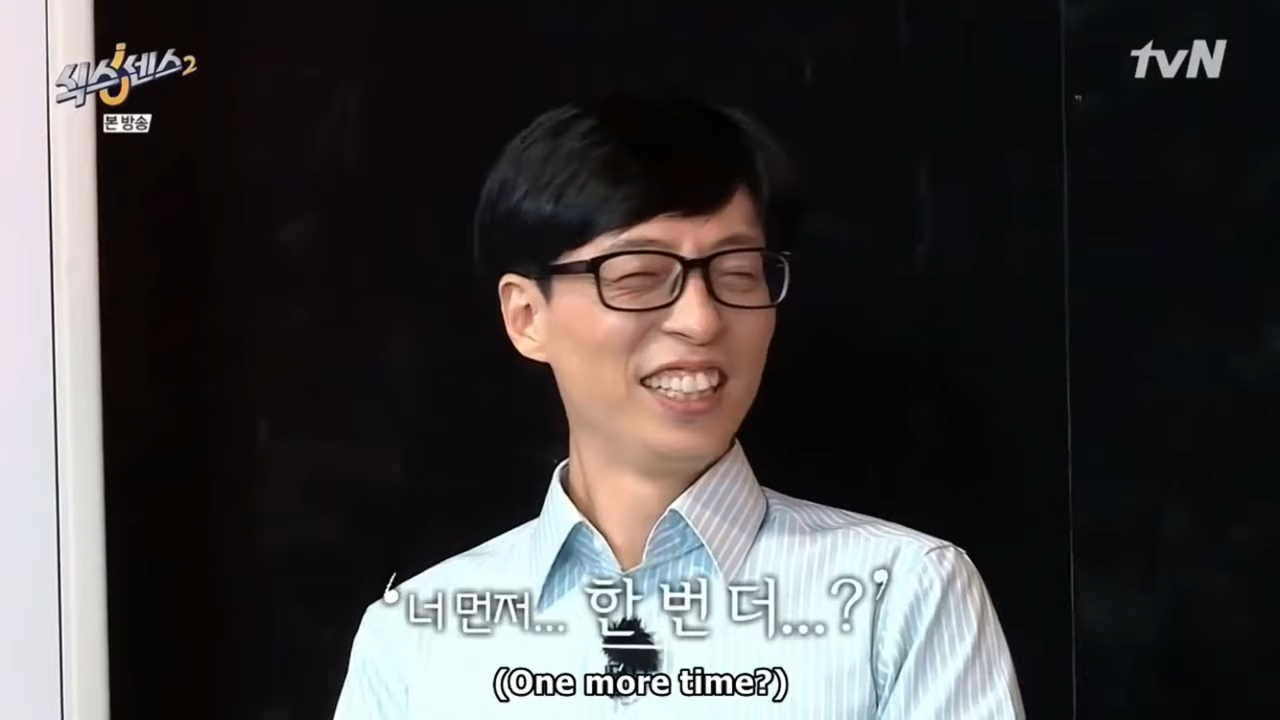 식스센스2
tvN
본 방송
‘너 먼저... 한 번 더...?’
(One more time?)